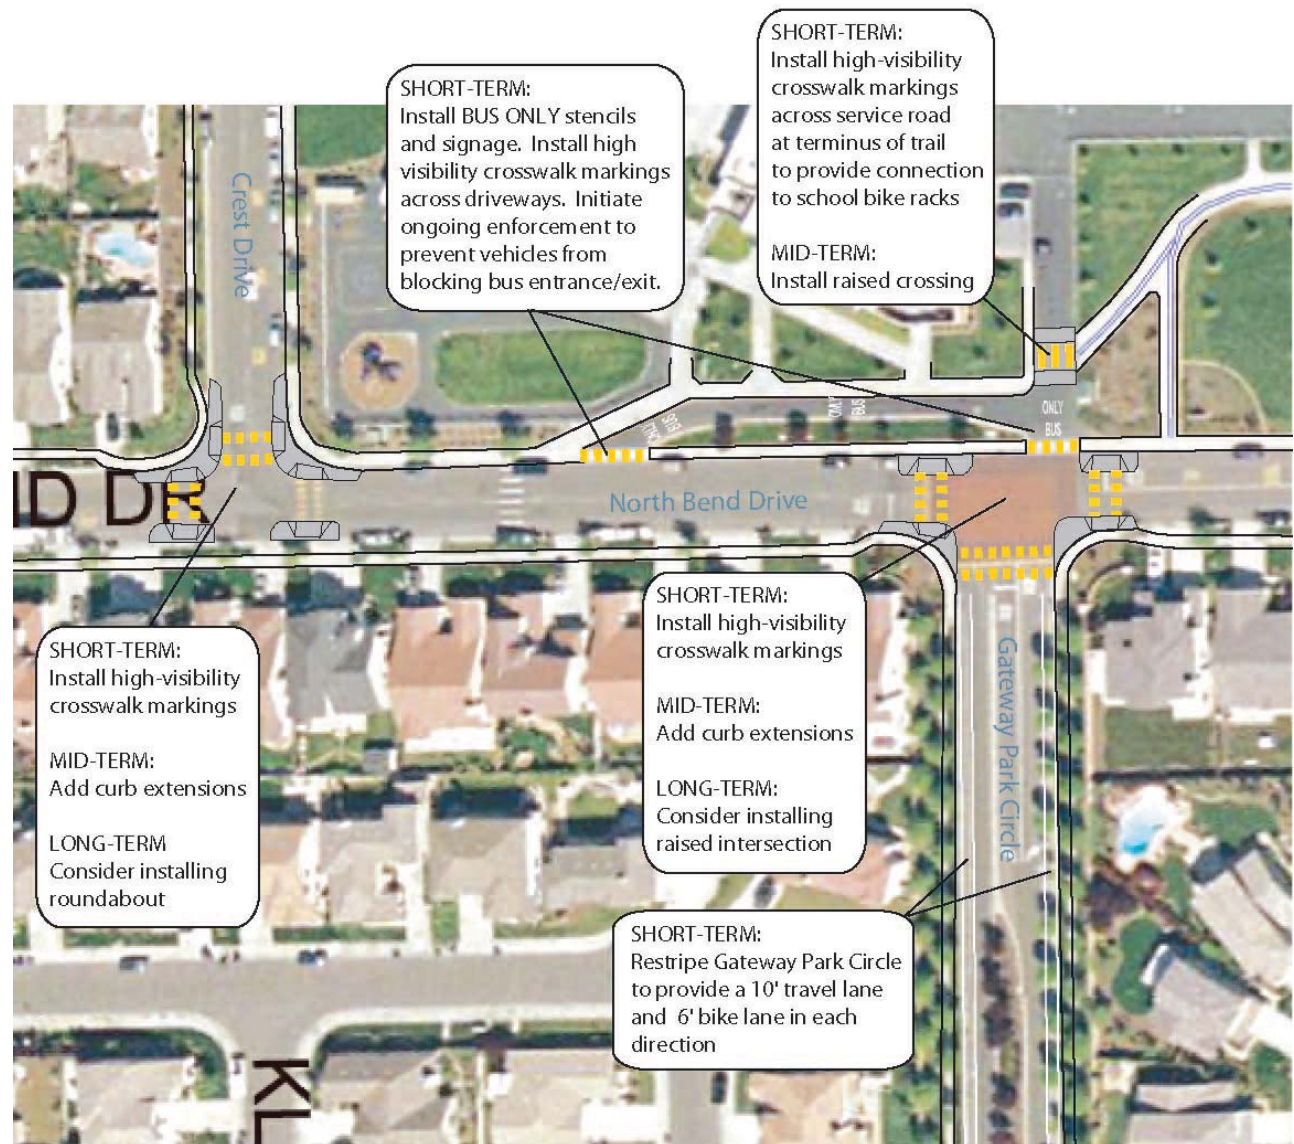 SHORT-TERM:
Install high-visibility
crosswalk markings
across service road
at terminus of trail
to provide connection
to school bike racks
MID-TERM:
Install raised crossing
SHORT-TERM:
Install BUS ONLY stencils
and signage. Install high
visibility crosswalk markings
across driveways. Initiate
ongoing enforcement to
prevent vehicles from
blocking bus entrance/exit.
Crest Drive
ONLY
BUS
ONLY
BUS
ONLY
BUS
ND DR
North Bend Drive
SHORT-TERM:
Install high-visibility
crosswalk markings
MID-TERM:
Add curb extensions
LONG-TERM
Consider installing
roundabout
SHORT-TERM:
Install high-visibility
crosswalk markings
MID-TERM:
Add curb extensions
LONG-TERM:
Consider installing
raised intersection
Gateway Park Circle
SHORT-TERM:
Restripe Gateway Park Circle
to provide a 10' travel lane
and 6' bike lane in each
direction
KL